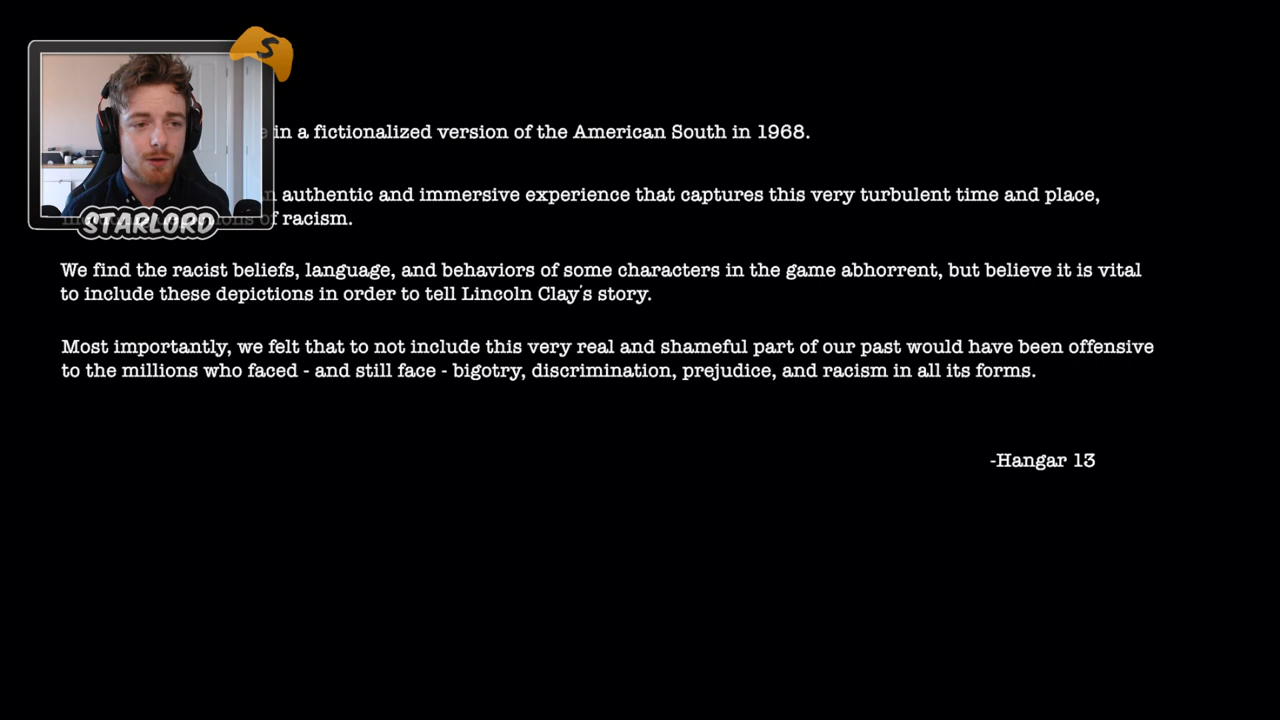 S
in a fictionalized version of the American South in 1968.
authentic and immersive experience that captures this very turbulent time and place,
of racism.
STARLORD
We find the racist beliefs, language, and behaviors of some characters in the game abhorrent, but believe it is vital
to include these depictions in order to tell Lincoln Clay's story.
Most importantly, we felt that to not include this very real and shameful part of our past would have been offensive
to the millions who faced - and still face - bigotry, discrimination, prejudice, and racism in all its forms.
-Hangar 13